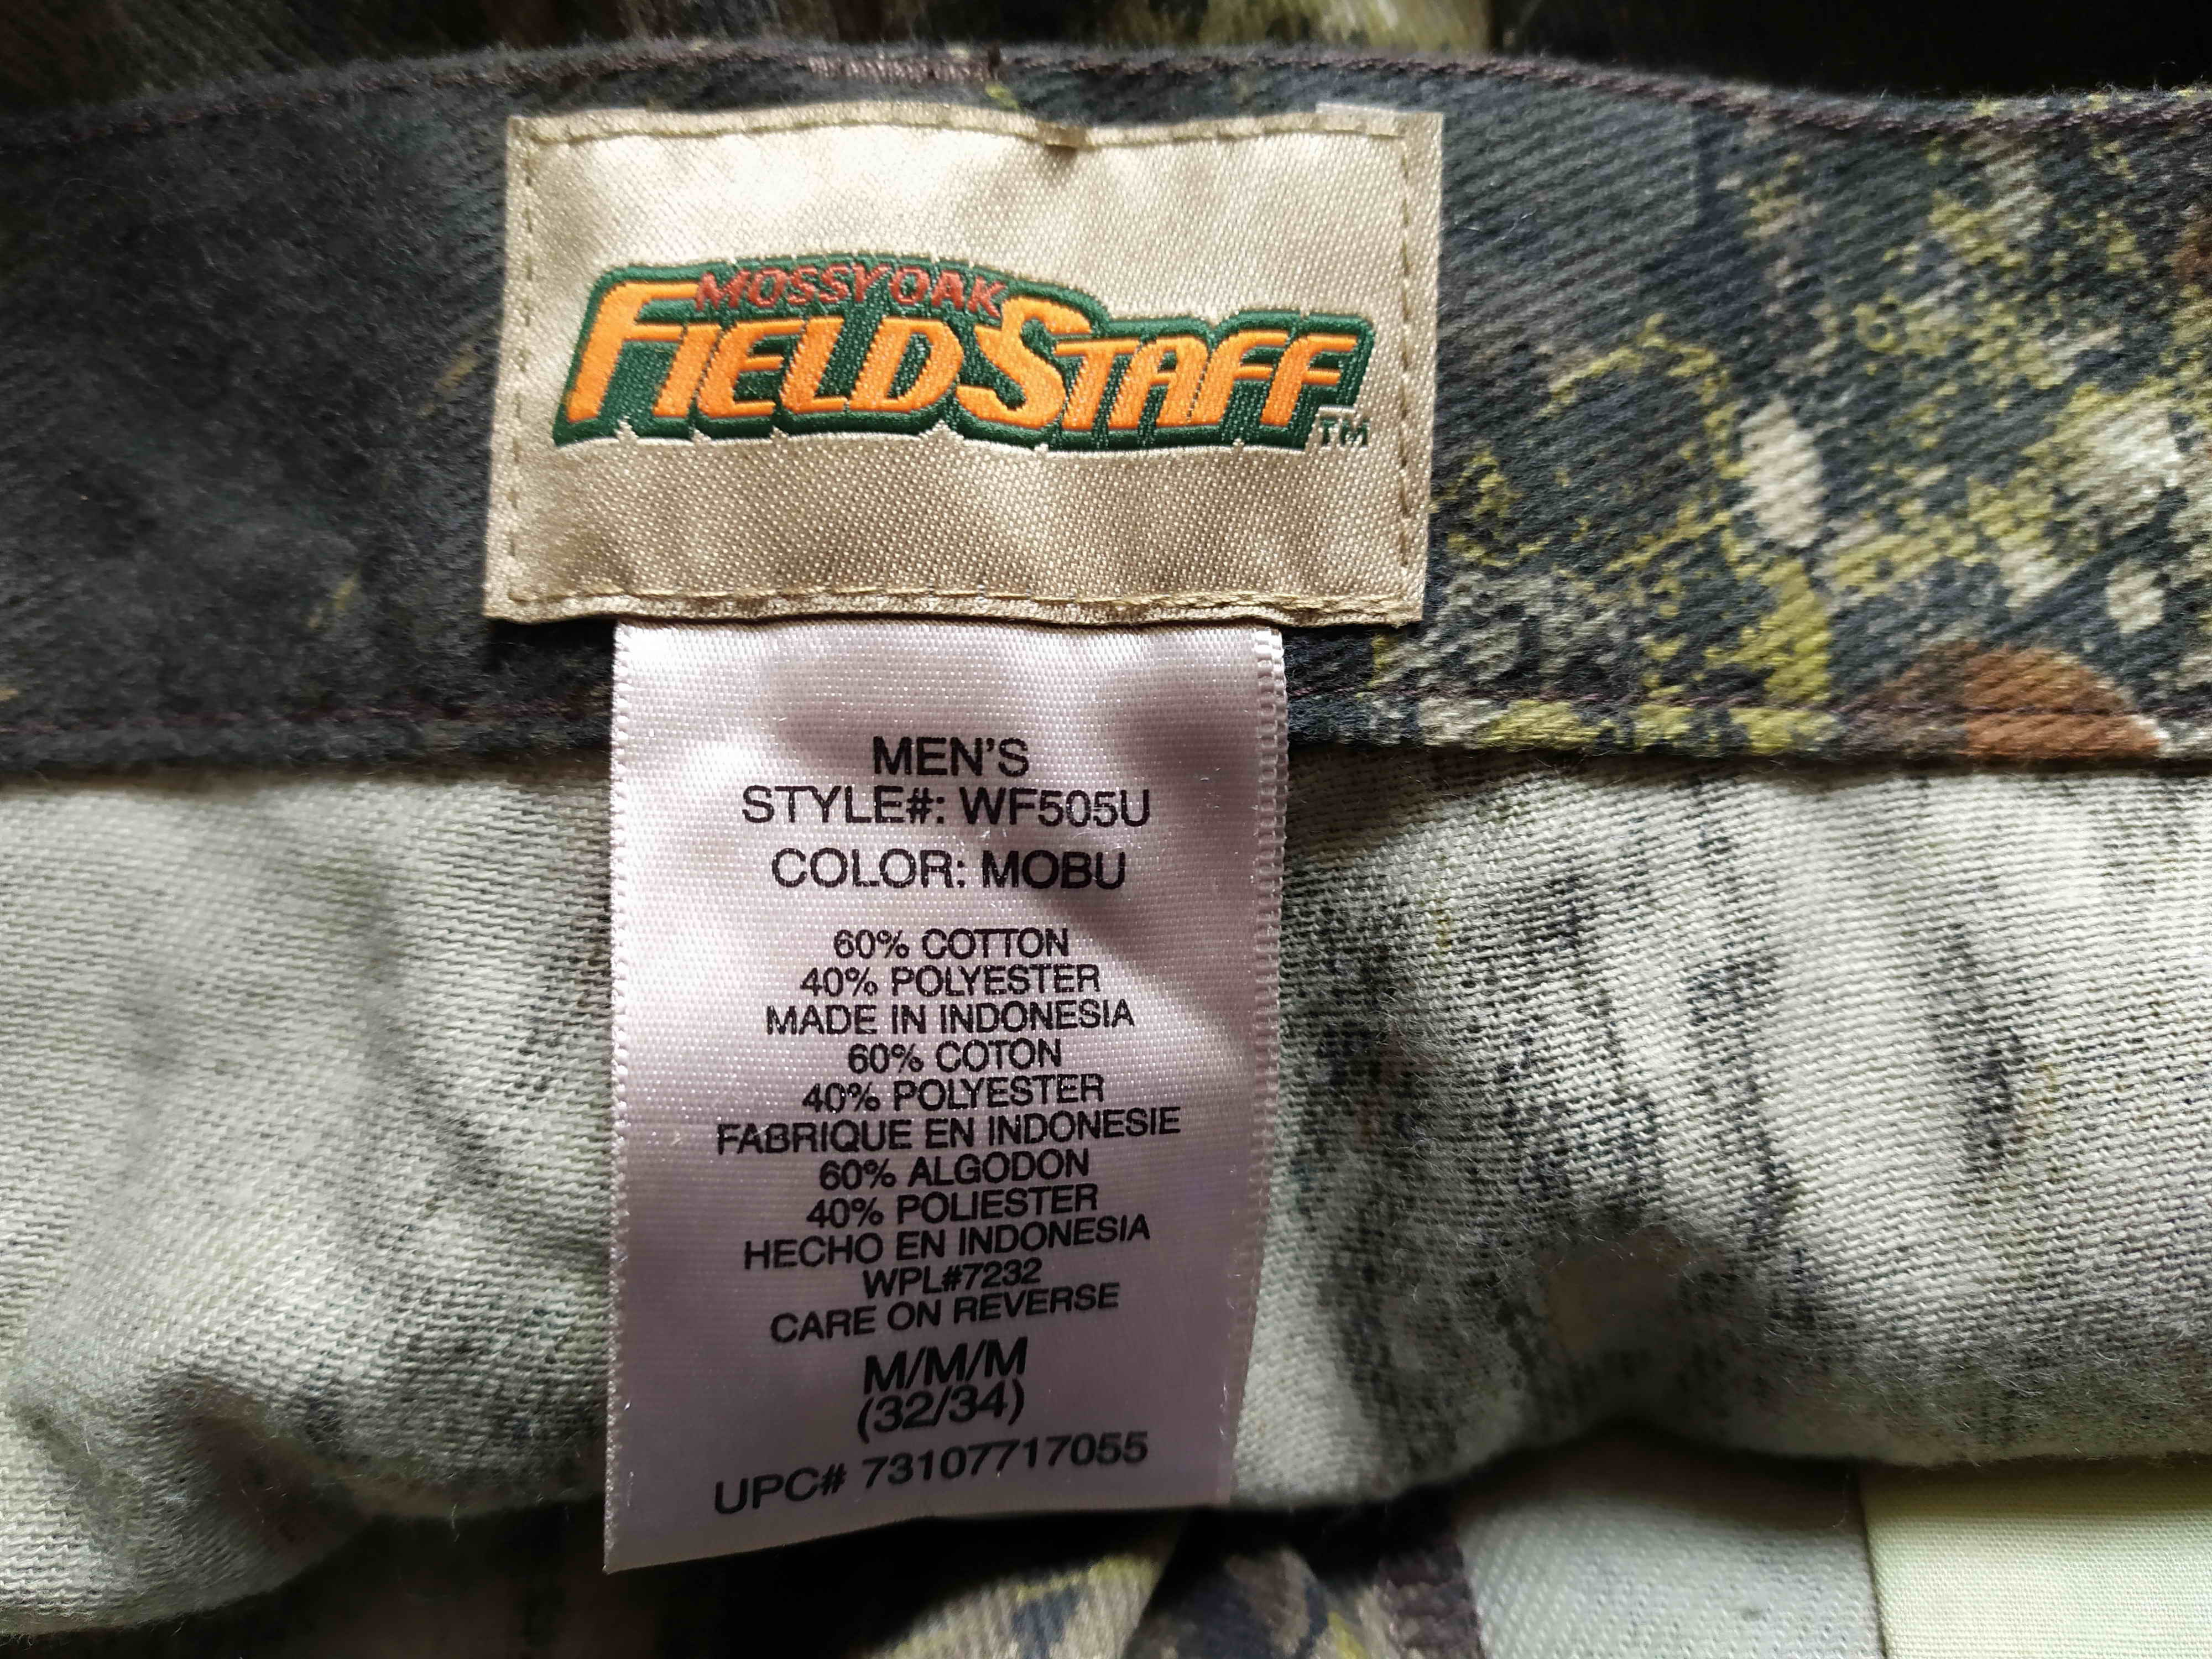 MOSSY OAK
FIELD STAFF
TM
MEN'S
STYLE#: WF505U
COLOR: MOBU
60% COTTON
40% POLYESTER
MADE IN INDONESIA
60% COTON
40% POLYESTER
FABRIQUE EN INDONESIE
60% ALGODON
40% POLIESTER
HECHO EN INDONESIA
WPL#7232
CARE ON REVERSE
M/M/M
(32/34)
UPC# 73107717055